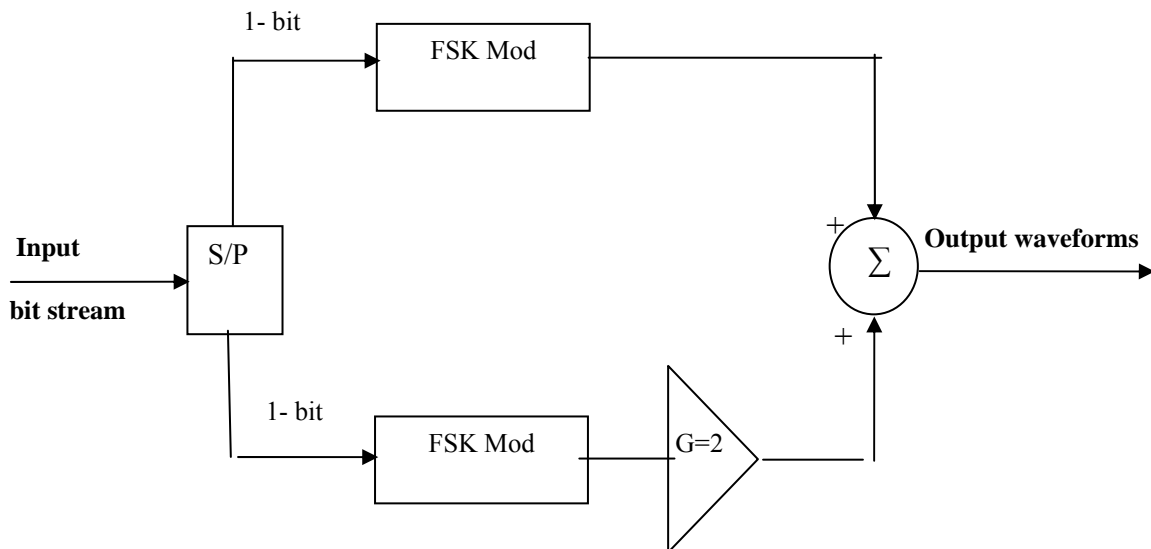 1- bit
FSK Mod
Input
bit stream
S/P
+
Σ
Output waveforms
+
1- bit
FSK Mod
G=2